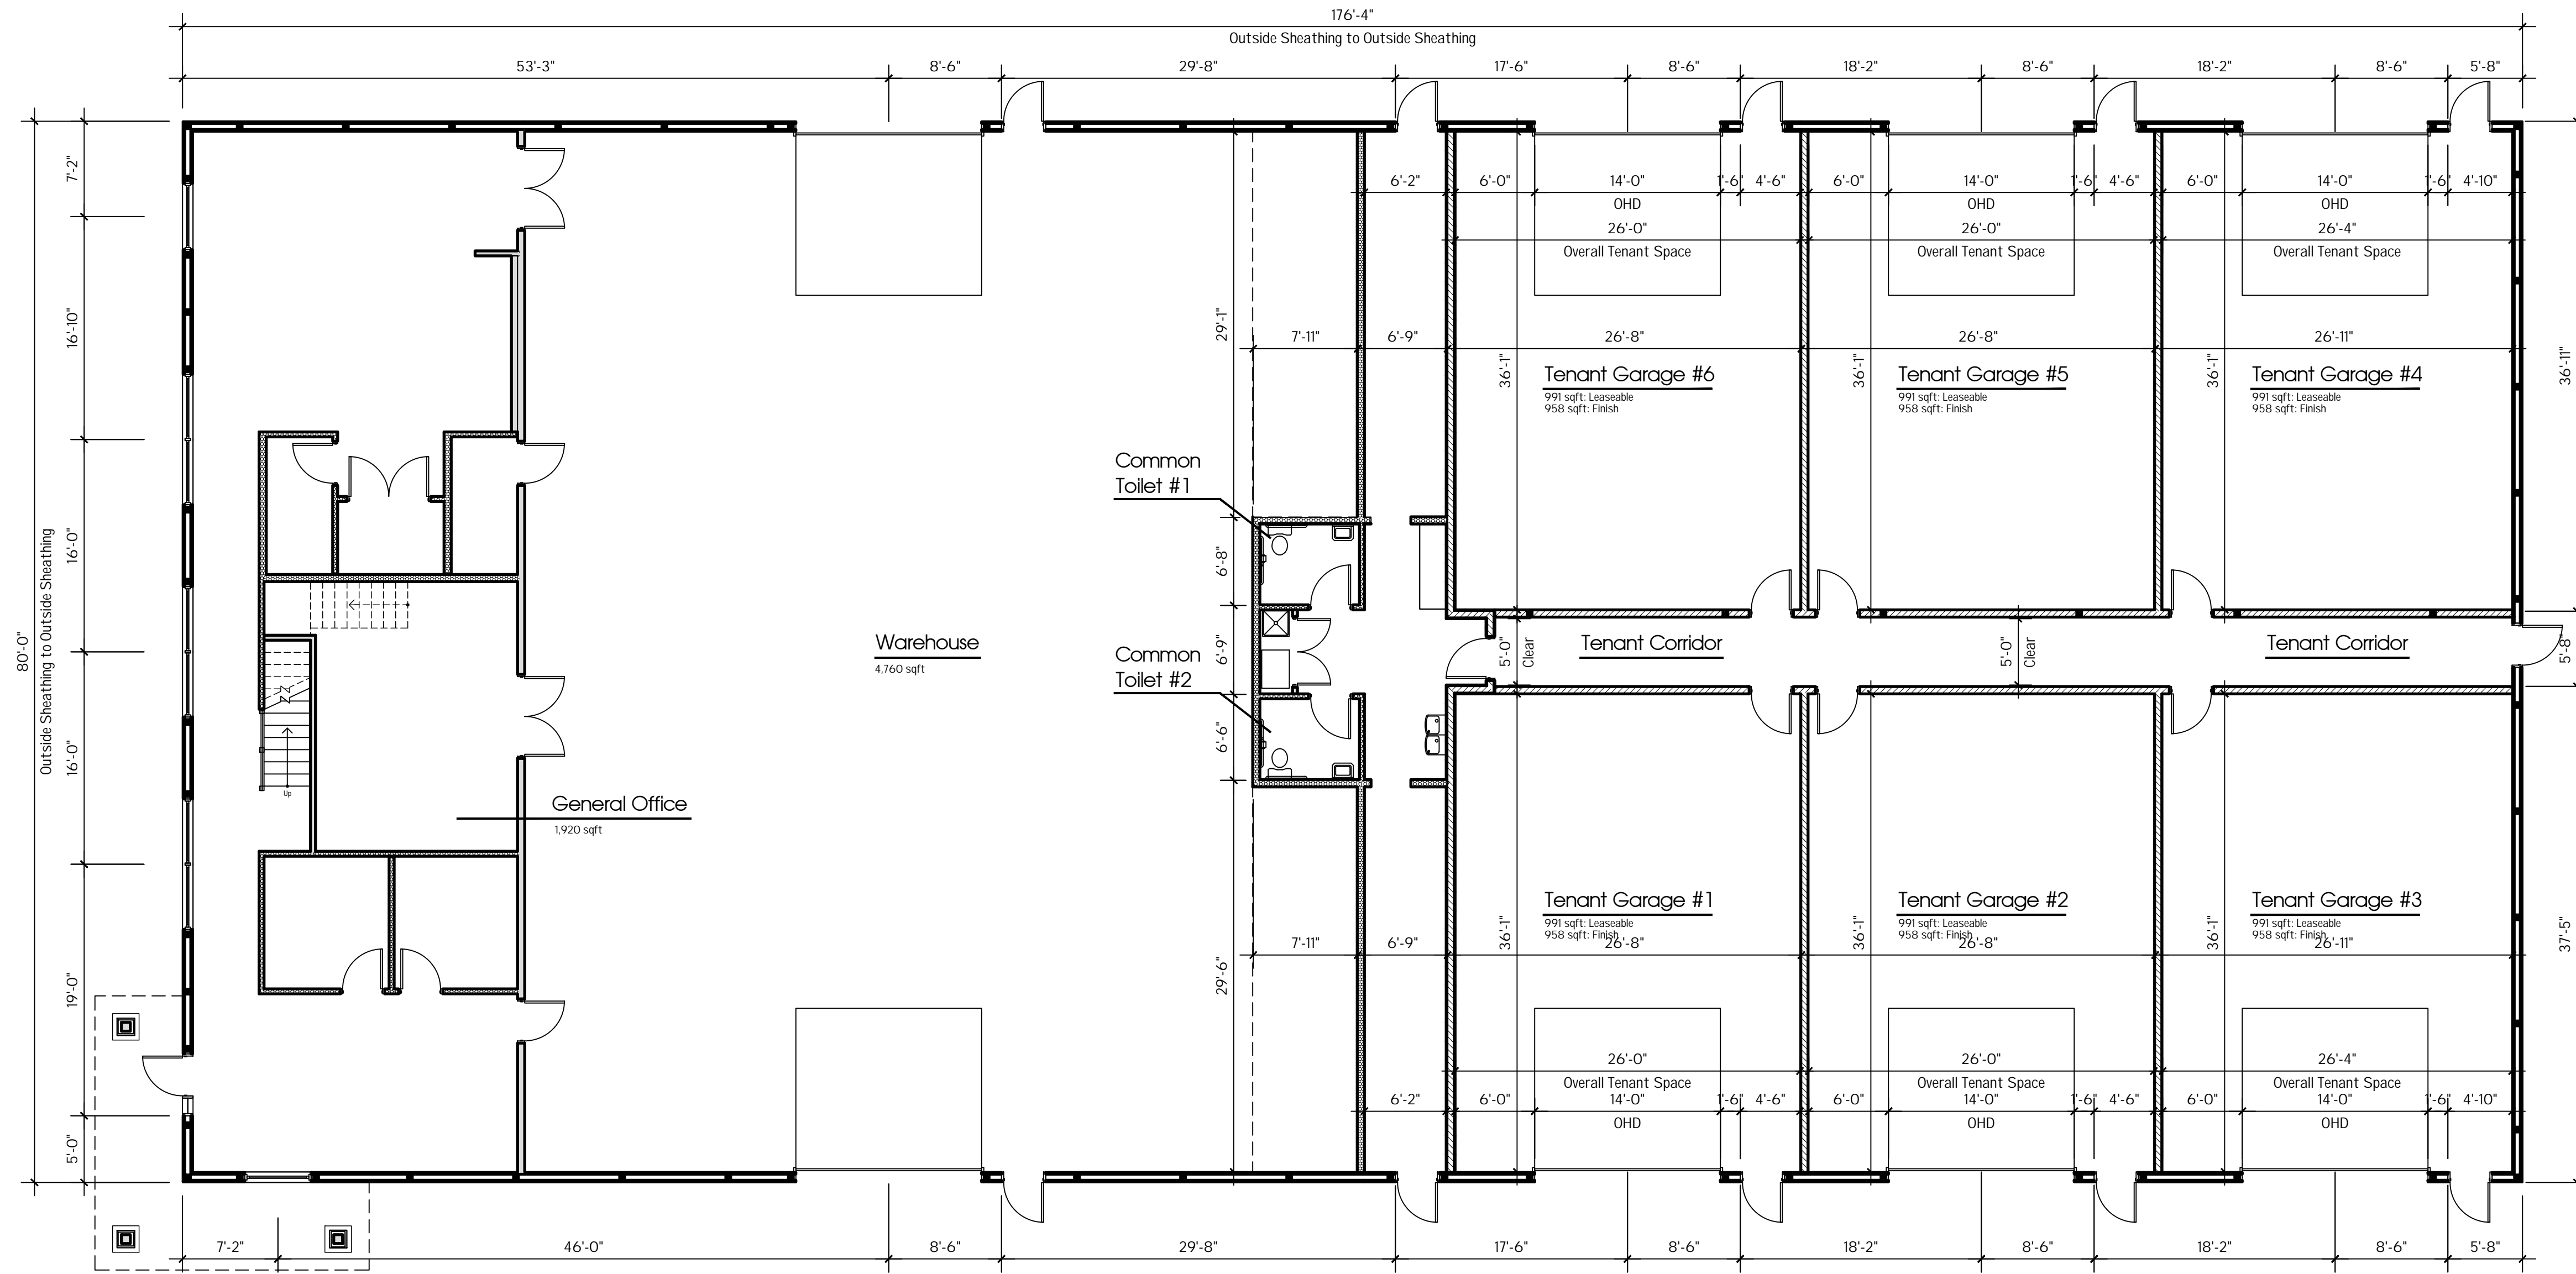 176'-4"
Outside Sheathing to Outside Sheathing
53'-3" 8'-6" 29'-8" 17'-6" 8'-6" 18'-2" 8'-6" 18'-2" 8'-6" 5'-8"
7'-2"
16'-10"
16'-0"
16'-0"
19'-0"
5'-0"
80'-0"
Outside Sheathing to Outside Sheathing
6'-2" 6'-0" 14'-0" 1'-6" 4'-6" 6'-0" 14'-0" 1'-6" 4'-6" 6'-0" 14'-0" 1'-6" 4'-10"
OHD OHD OHD
26'-0" 26'-0" 26'-4"
Overall Tenant Space Overall Tenant Space Overall Tenant Space
29'-1"
7'-11" 6'-9" 26'-8" 26'-8" 26'-11"
36'-1" 36'-1" 36'-1" 36'-11"
Tenant Garage #6
991 sqft: Leaseable
958 sqft: Finish
Tenant Garage #5
991 sqft: Leaseable
958 sqft: Finish
Tenant Garage #4
991 sqft: Leaseable
958 sqft: Finish
Common
Toilet #1
6'-8"
Warehouse
4,760 sqft
Common
Toilet #2
6'-9"
6'-6"
5'-0"
Clear
Tenant Corridor
5'-0"
Clear
Tenant Corridor
5'-8"
Up
General Office
1,920 sqft
Tenant Garage #1
991 sqft: Leaseable
958 sqft: Finish
Tenant Garage #2
991 sqft: Leaseable
958 sqft: Finish
Tenant Garage #3
991 sqft: Leaseable
958 sqft: Finish
36'-1" 36'-1" 36'-1" 37'-5"
7'-11" 6'-9" 26'-8" 26'-8" 26'-11"
29'-6"
26'-0" 26'-0" 26'-4"
Overall Tenant Space Overall Tenant Space Overall Tenant Space
6'-2" 6'-0" 14'-0" 1'-6" 4'-6" 6'-0" 14'-0" 1'-6" 4'-6" 6'-0" 14'-0" 1'-6" 4'-10"
OHD OHD OHD
7'-2" 46'-0" 8'-6" 29'-8" 17'-6" 8'-6" 18'-2" 8'-6" 18'-2" 8'-6" 5'-8"